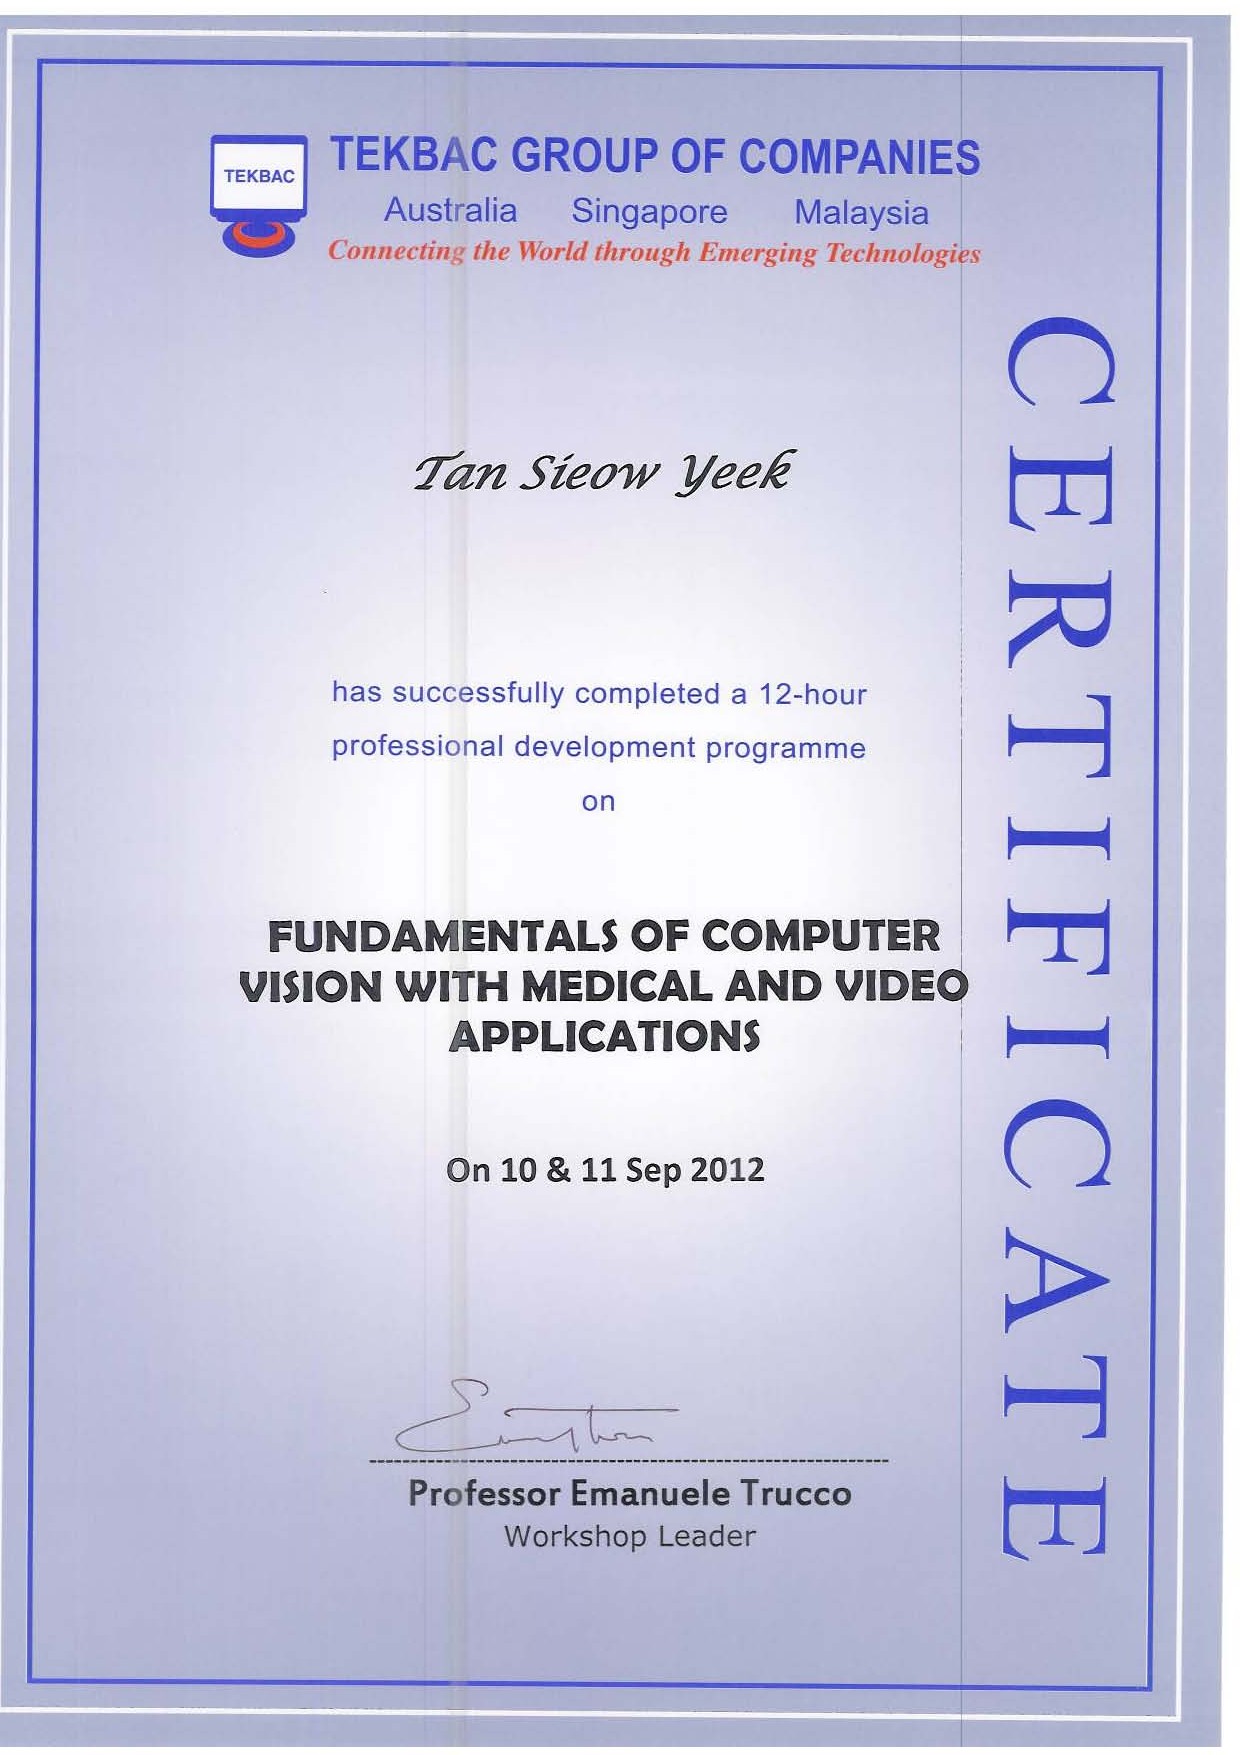 TEKBAC
TEKBAC GROUP OF COMPANIES
Australia Singapore Malaysia
Connecting the World through Emerging Technologies
CERTIFICATE
Tan Sieow Yeek
has successfully completed a 12-hour
professional development programme
on
FUNDAMENTALS OF COMPUTER
VISION WITH MEDICAL AND VIDEO
APPLICATIONS
On 10 & 11 Sep 2012
Professor Emanuele Trucco
Workshop Leader